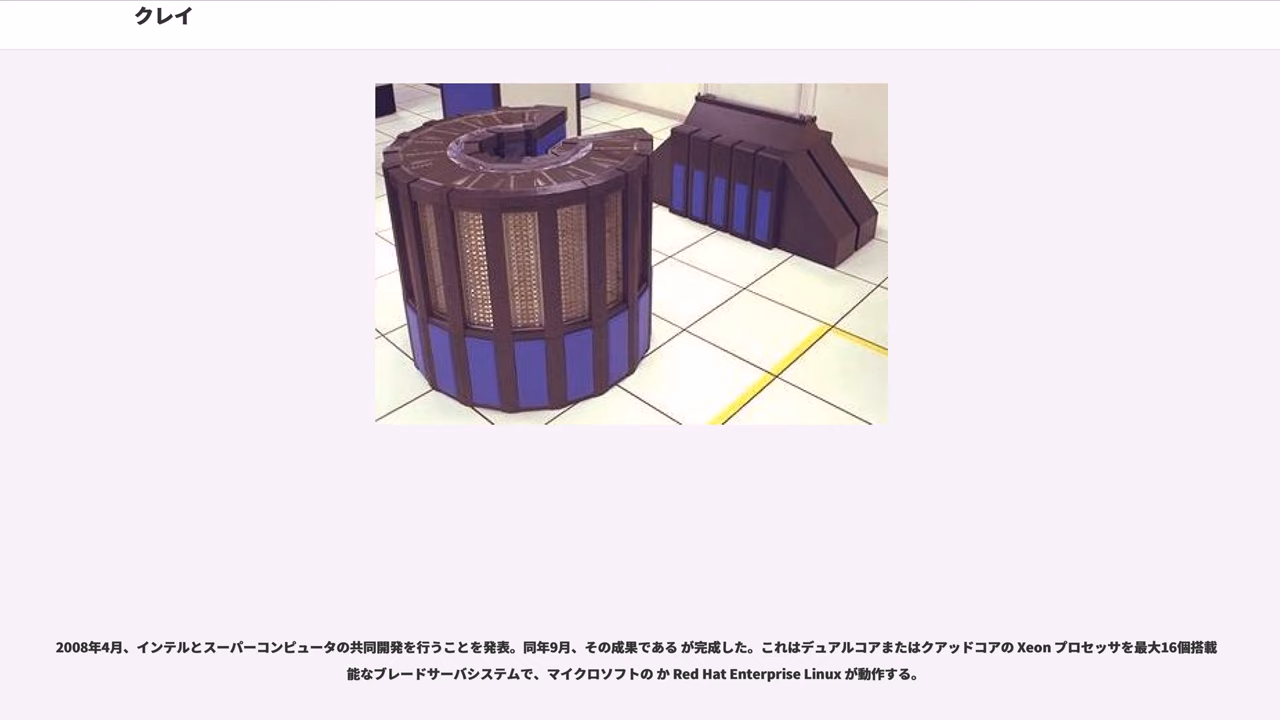 クレイ
2008年4月、インテルとスーパーコンピュータの共同開発を行うことを発表。同年9月、その成果である が完成した。これはデュアルコアまたはクアッドコアの Xeon プロセッサを最大16個搭載
能なブレードサーバシステムで、マイクロソフトの か Red Hat Enterprise Linux が動作する。